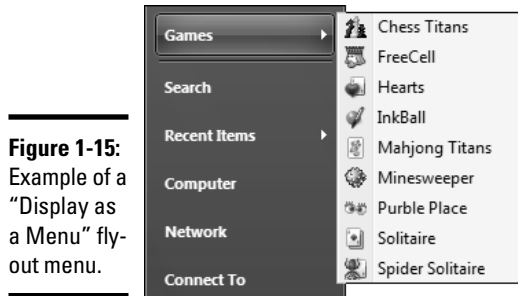 Figure 1-15:
Example of a
“Display as
a Menu” fly-
out menu.
Games
Search
Recent Items
Computer
Network
Connect To
Chess Titans
FreeCell
Hearts
InkBall
Mahjong Titans
Minesweeper
Purble Place
Solitaire
Spider Solitaire